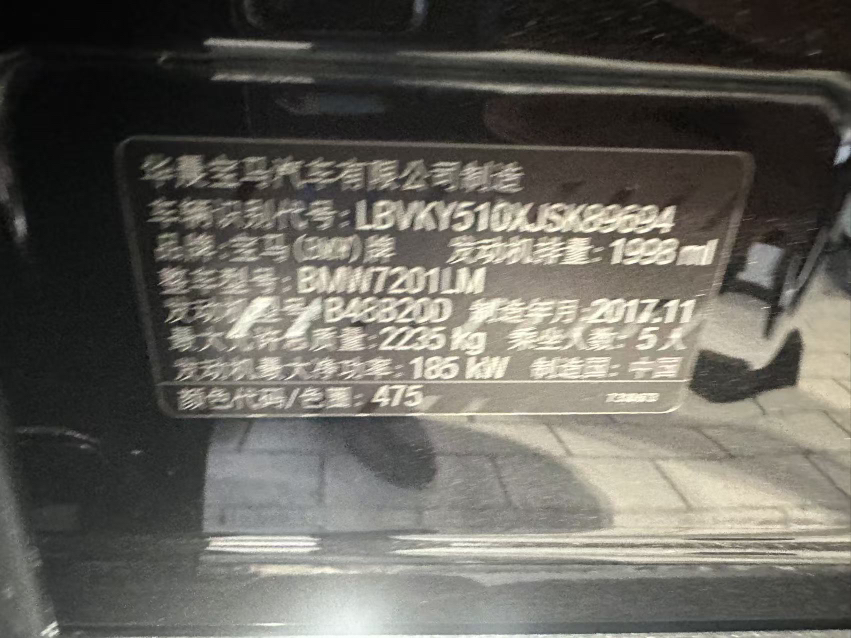 华晨宝马汽车有限公司制造
车辆识别代号: LBVKY510XJSK89694
品牌: 宝马(BMW)牌 发动机排量: 1998 ml
整车型号: BMW7201LM
发动机型号 B48B20D 制造年月: 2017.11
最大允许总质量: 2235 kg 乘坐人数: 5人
发动机最大净功率: 185 kW 制造国: 中国
颜色代码/色圈: 475